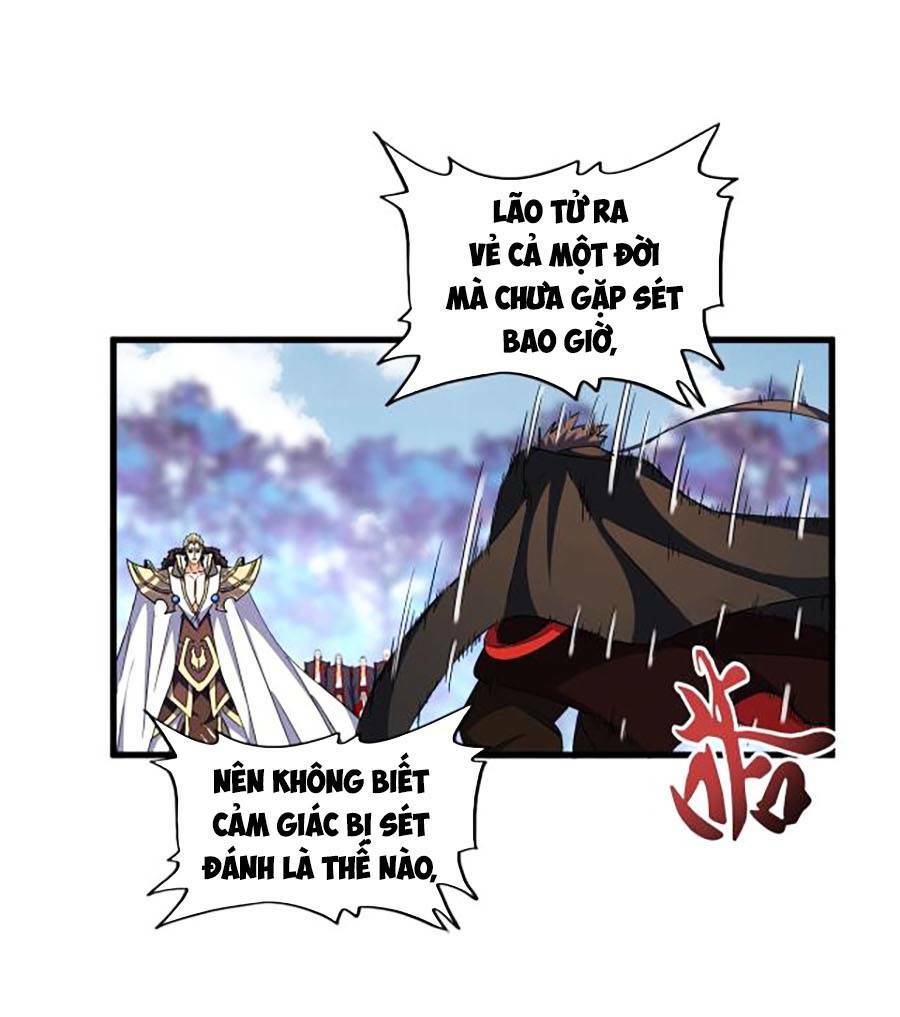 LÃO TỬ RA
VẺ CẢ MỘT ĐỜI
MÀ CHƯA GẶP SÉT
BAO GIỜ,
NÊN KHÔNG BIẾT
CẢM GIÁC BỊ SÉT
ĐÁNH LÀ THẾ NÀO,